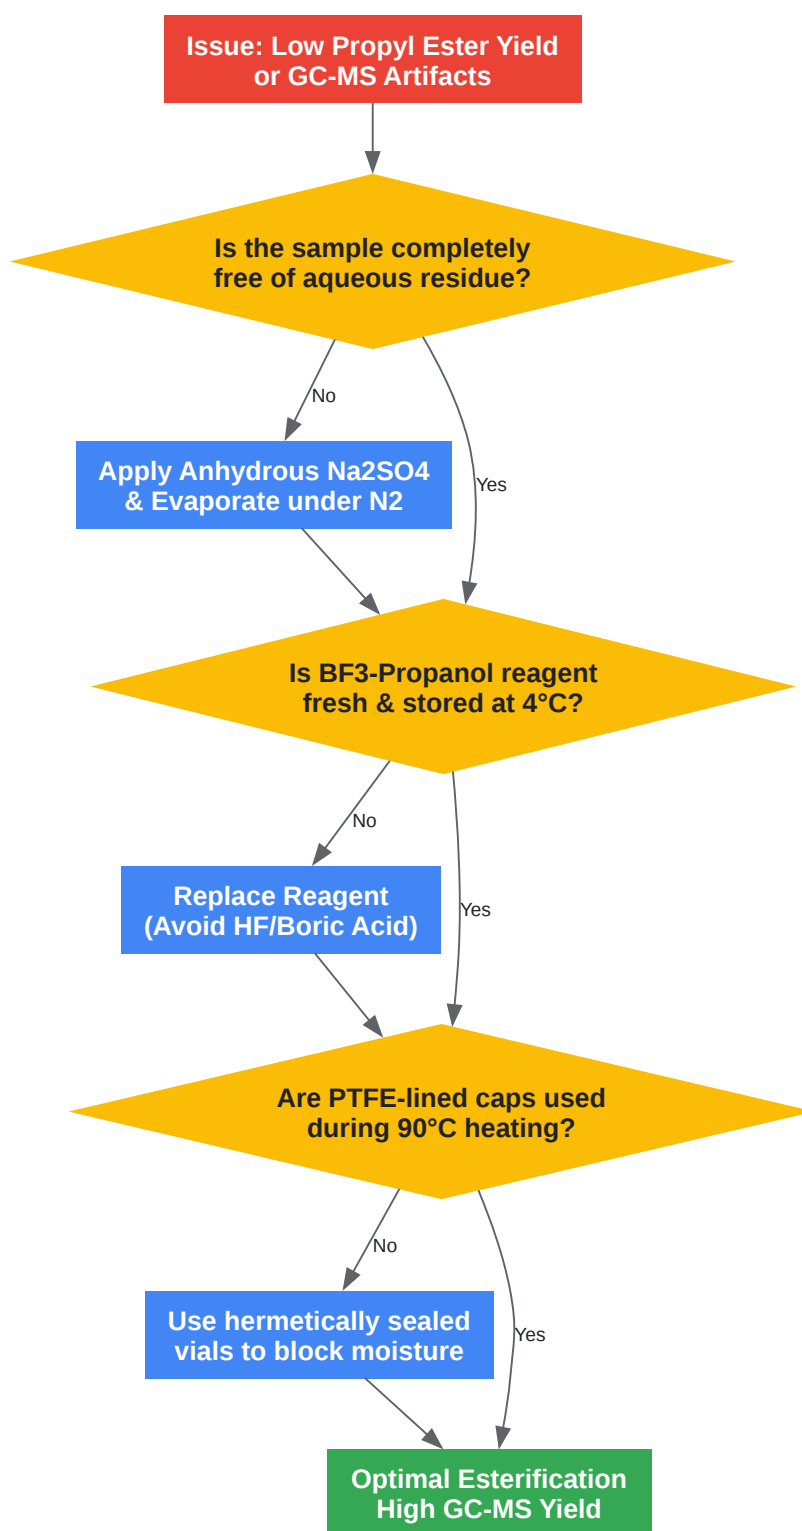 Issue: Low Propyl Ester Yield
or GC-MS Artifacts
Is the sample completely
free of aqueous residue?
No
Yes
Apply Anhydrous Na2SO4
& Evaporate under N2
Is BF3-Propanol reagent
fresh & stored at 4°C?
No
Yes
Replace Reagent
(Avoid HF/Boric Acid)
Are PTFE-lined caps used
during 90°C heating?
No
Yes
Use hermetically sealed
vials to block moisture
Optimal Esterification
High GC-MS Yield